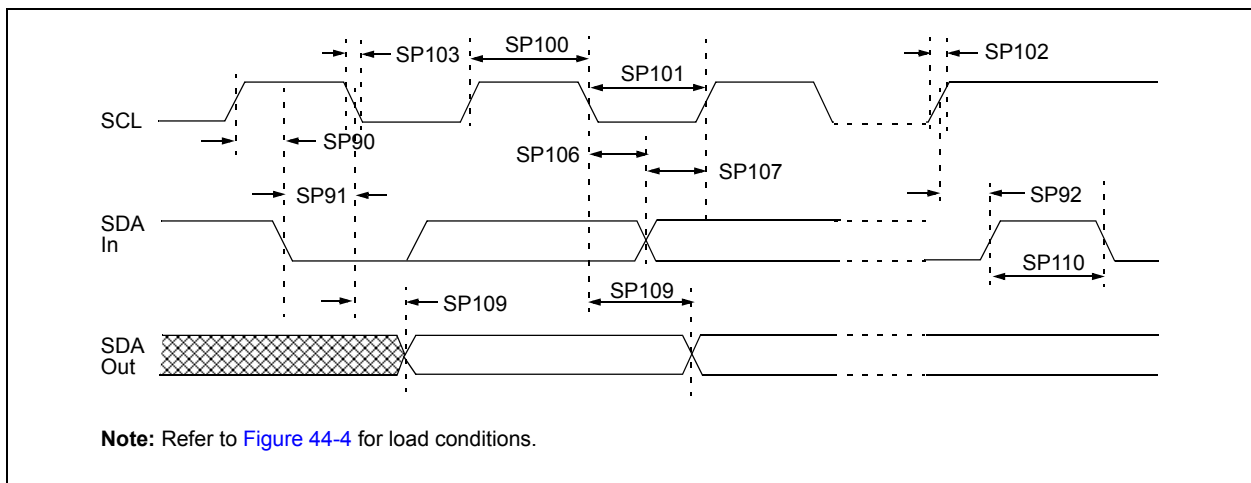 SP103
SP100
SP101
SP102
SCL
SP90
SP106
SP107
SP91
SP92
SDA
In
SP110
SP109
SP109
SDA
Out
Note: Refer to Figure 44-4 for load conditions.